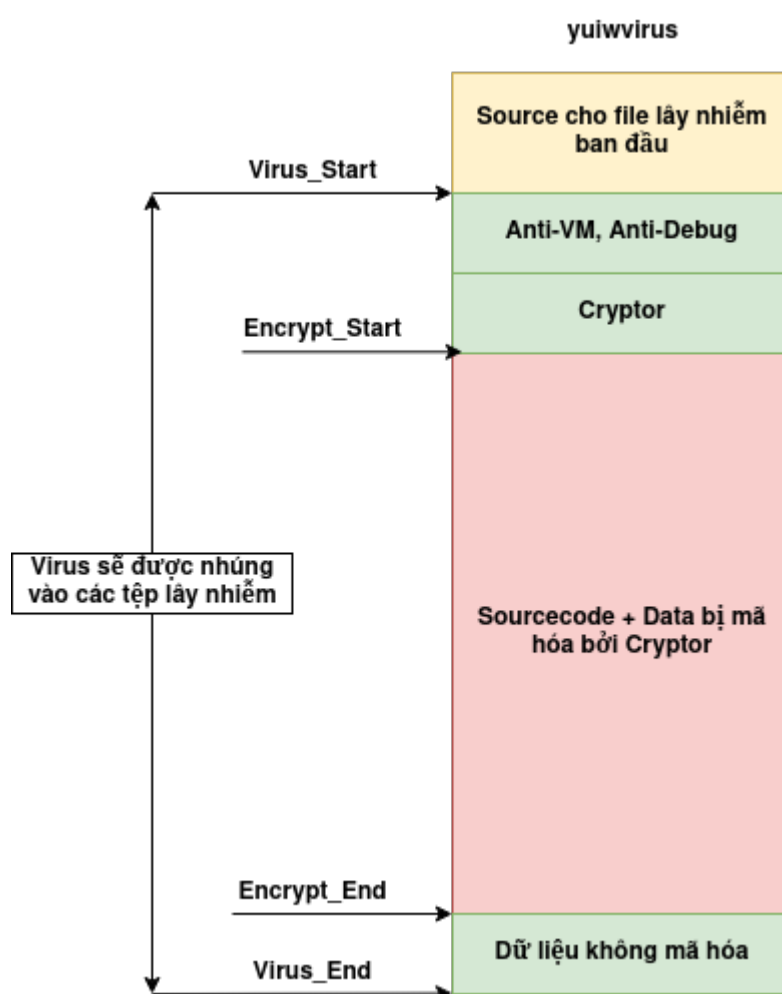 yuiwvirus
Source cho file lây nhiễm
ban đầu
Virus_Start
Anti-VM, Anti-Debug
Encrypt_Start
Cryptor
Virus sẽ được nhúng
vào các tệp lây nhiễm
Sourcecode + Data bị mã
hóa bởi Cryptor
Encrypt_End
Dữ liệu không mã hóa
Virus_End